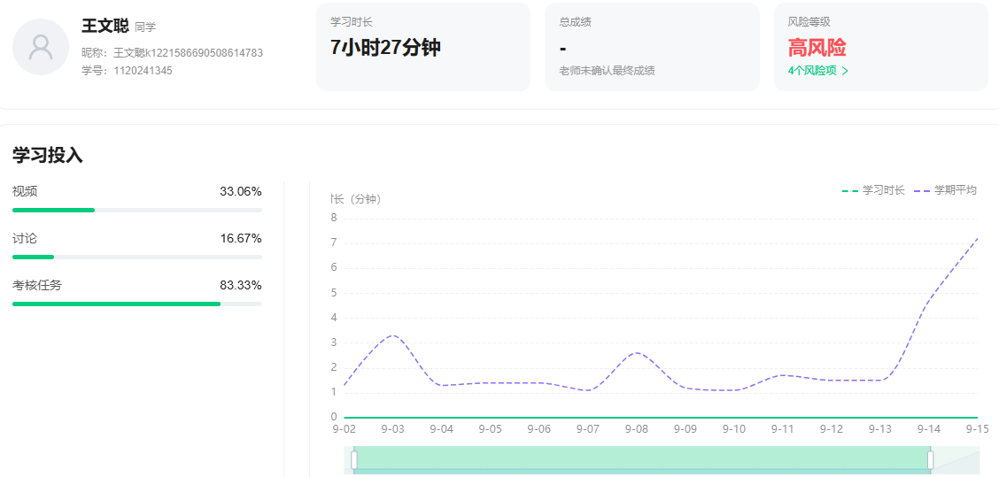 王文聪 同学
昵称：王文聪k1221586690508614783
学号：1120241345
学习时长
7小时27分钟
总成绩
-
老师未确认最终成绩
风险等级
高风险
4个风险项 >
学习投入
视频 33.06%
讨论 16.67%
考核任务 83.33%
时长（分钟）
学习时长 学期平均
8
7
6
5
4
3
2
1
0
9-02 9-03 9-04 9-05 9-06 9-07 9-08 9-09 9-10 9-11 9-12 9-13 9-14 9-15